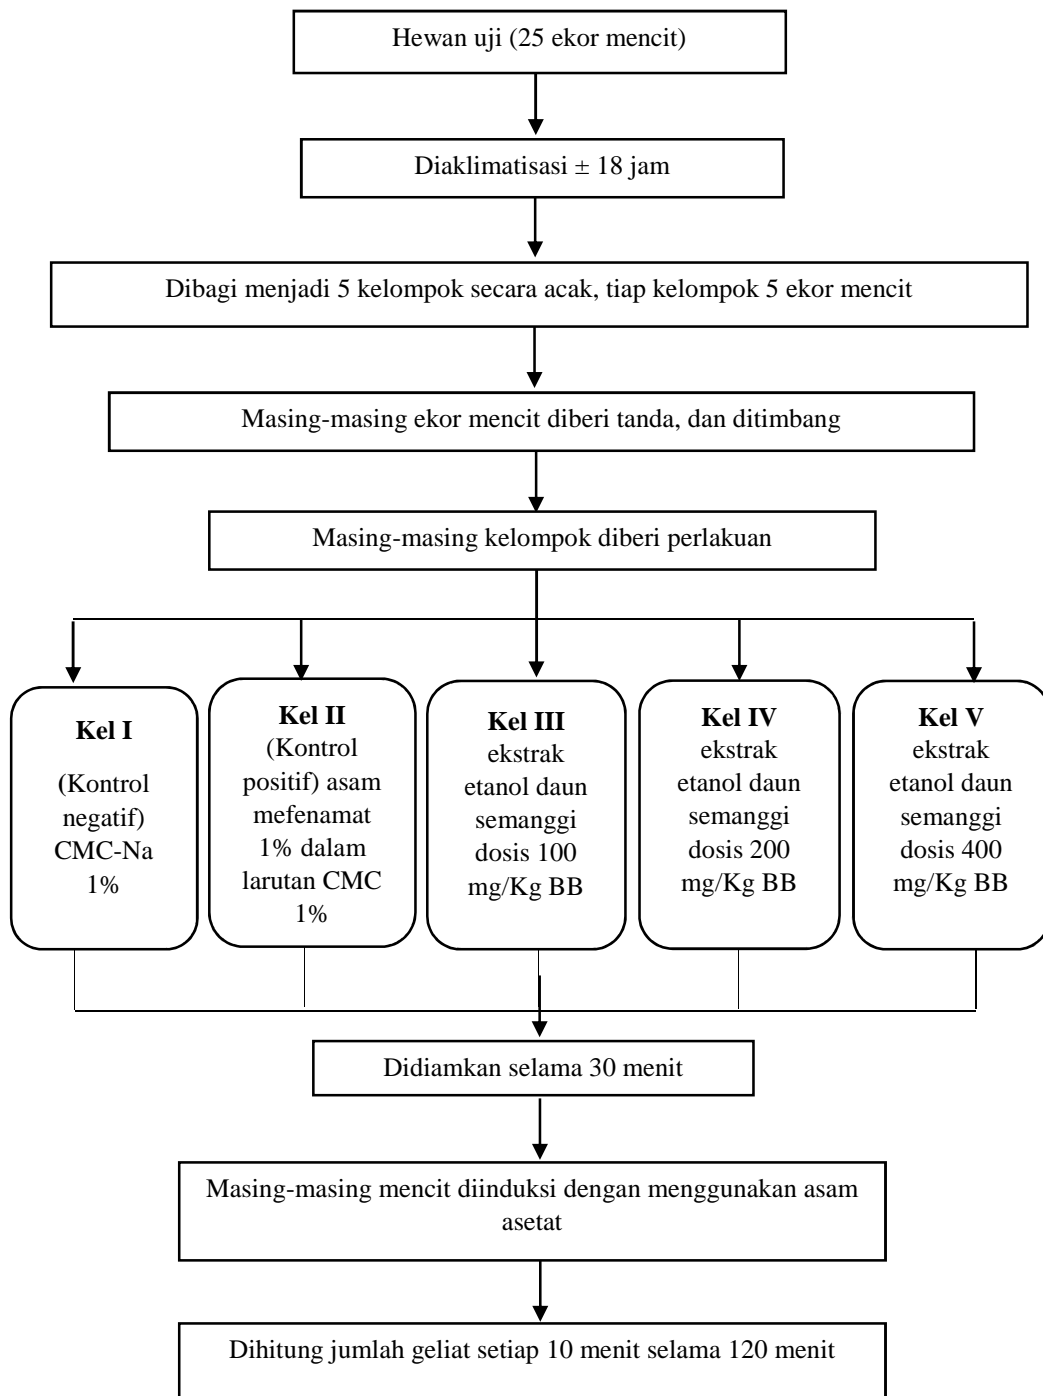 Hewan uji (25 ekor mencit)
Diaklimatisasi ± 18 jam
Dibagi menjadi 5 kelompok secara acak, tiap kelompok 5 ekor mencit
Masing-masing ekor mencit diberi tanda, dan ditimbang
Masing-masing kelompok diberi perlakuan
Kel I
(Kontrol
negatif)
CMC-Na
1%
Kel II
(Kontrol
positif) asam
mefenamat
1% dalam
larutan CMC
1%
Kel III
ekstrak
etanol daun
semanggi
dosis 100
mg/Kg BB
Kel IV
ekstrak
etanol daun
semanggi
dosis 200
mg/Kg BB
Kel V
ekstrak
etanol daun
semanggi
dosis 400
mg/Kg BB
Didiamkan selama 30 menit
Masing-masing mencit diinduksi dengan menggunakan asam
asetat
Dihitung jumlah geliat setiap 10 menit selama 120 menit